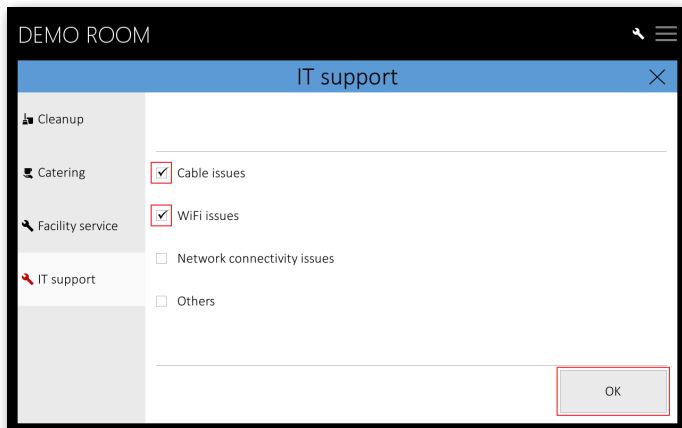 DEMO ROOM
IT support
Cleanup
Catering
Facility service
IT support
Cable issues
WiFi issues
Network connectivity issues
Others
OK